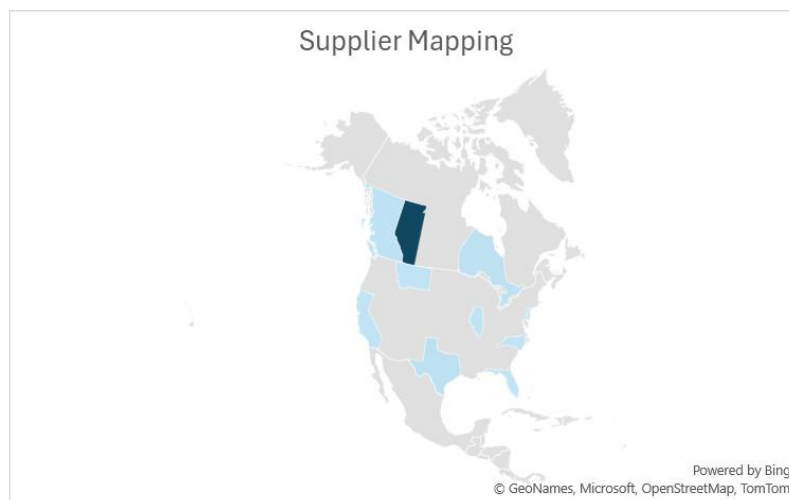 Supplier Mapping
Powered by Bing
© GeoNames, Microsoft, OpenStreetMap, TomTom